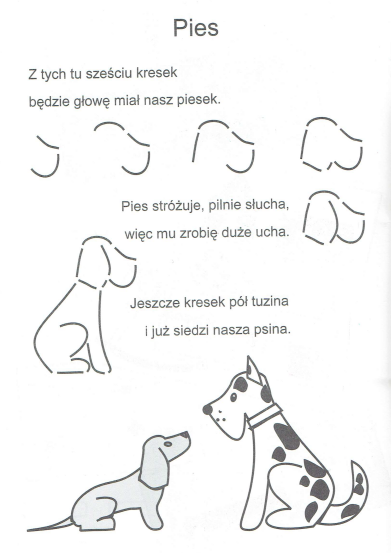 Pies
Z tych tu sześciu kresek
będzie głowę miał nasz piesek.
Pies stróżuje, pilnie słucha,
więc mu zrobię duże ucha.
Jeszcze kresek pół tuzina
i już siedzi nasza psina.